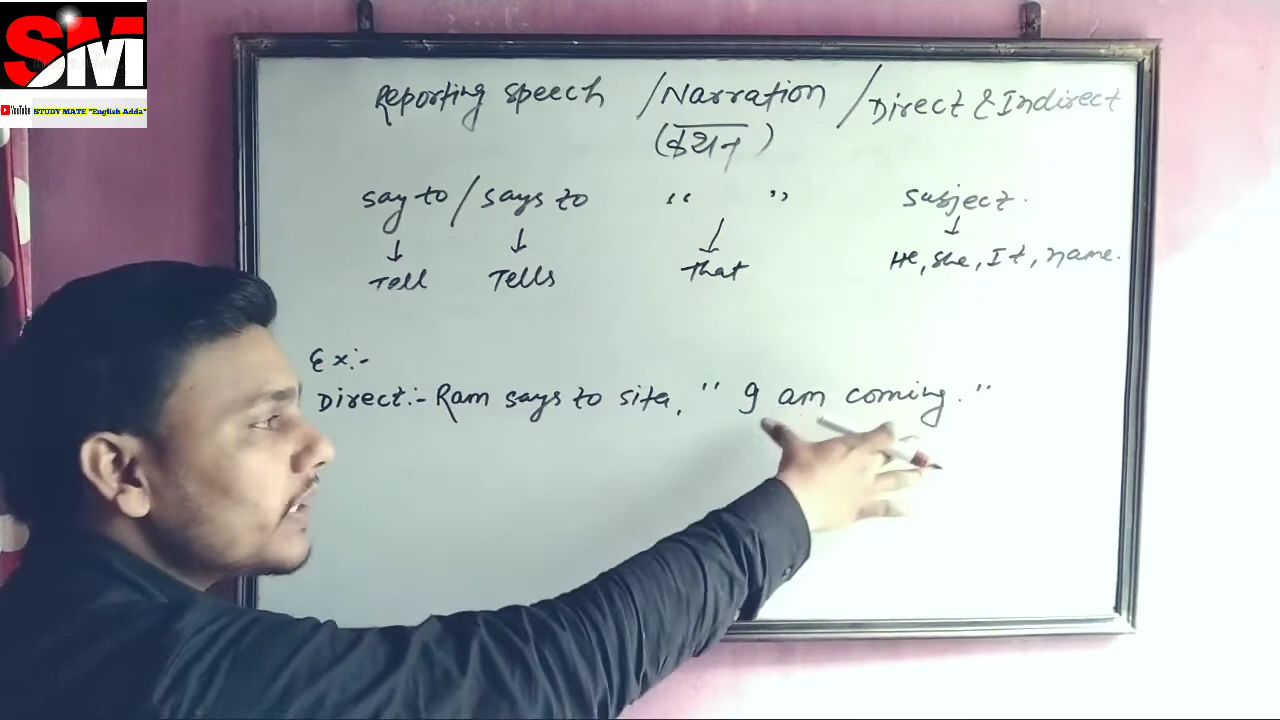 SM
YouTube STUDY MATE "English Adda"
Reporting speech / Narration / Direct & Indirect
(कथन)
say to / says to " " subject.
↓ ↓ ↓ ↓
Tell Tells That He, she, It, name.
Ex:-
Direct:- Ram says to sita, " I am coming. "